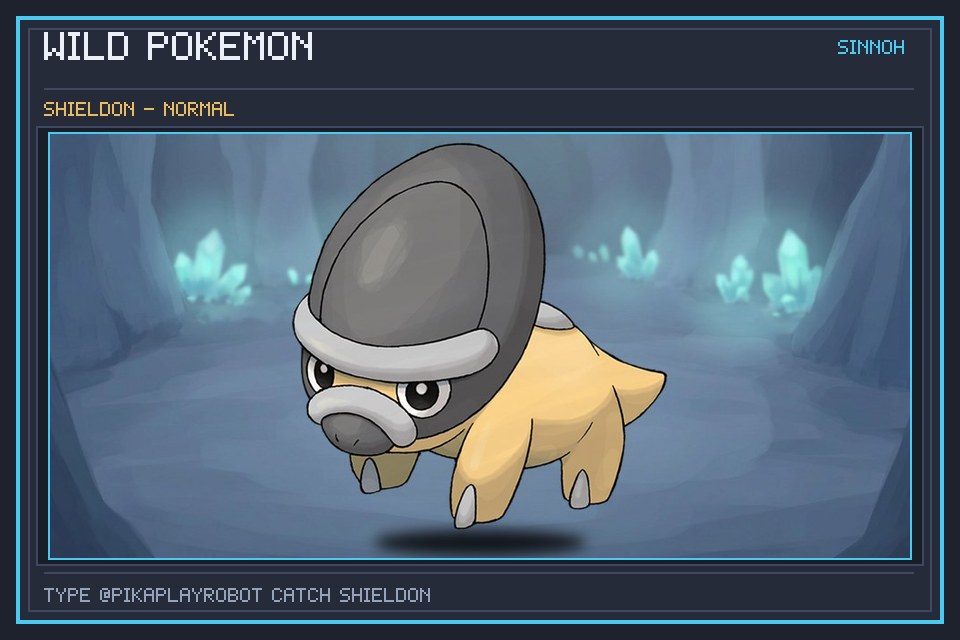 WILD POKEMON
SINNOH
SHIELDON - NORMAL
TYPE @PIKAPLAYROBOT CATCH SHIELDON